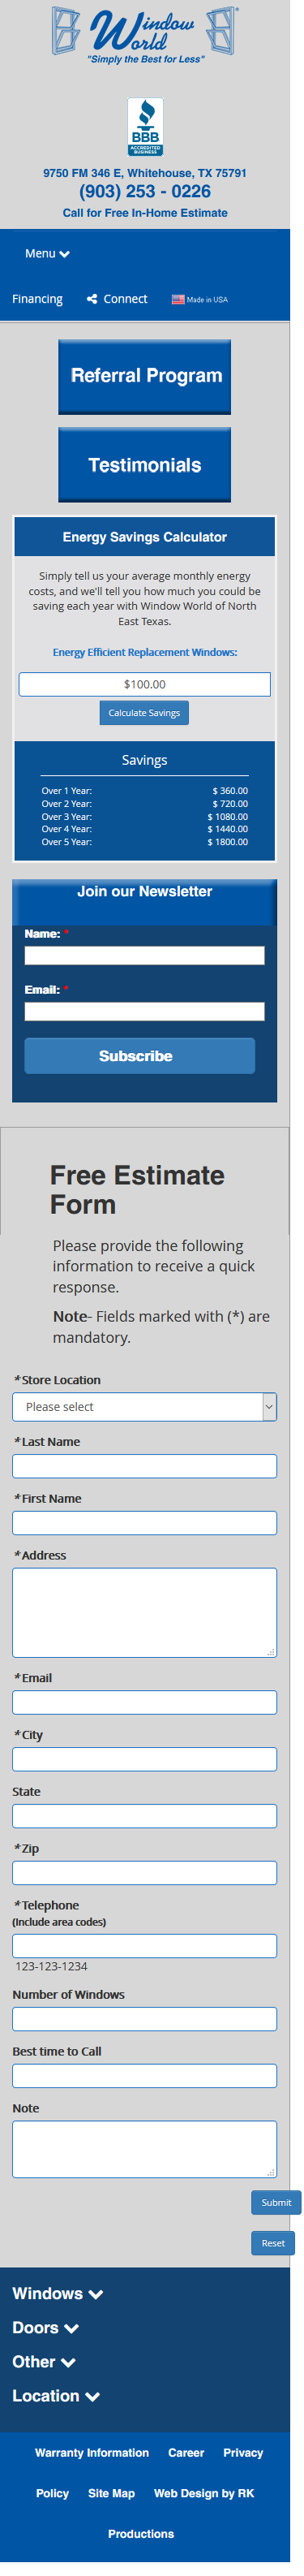 Window
World
®
"Simply the Best for Less"
BBB
ACCREDITED
BUSINESS
9750 FM 346 E, Whitehouse, TX 75791
(903) 253 - 0226
Call for Free In-Home Estimate
Menu
Financing Connect Made in USA
Referral Program
Testimonials
Energy Savings Calculator
Simply tell us your average monthly energy
costs, and we'll tell you how much you could be
saving each year with Window World of North
East Texas.
Energy Efficient Replacement Windows:
$100.00
Calculate Savings
Savings
Over 1 Year: $ 360.00
Over 2 Year: $ 720.00
Over 3 Year: $ 1080.00
Over 4 Year: $ 1440.00
Over 5 Year: $ 1800.00
Join our Newsletter
Name: *
Email: *
Subscribe
Free Estimate
Form
Please provide the following
information to receive a quick
response.
Note- Fields marked with (*) are
mandatory.
*Store Location
Please select
*Last Name
*First Name
*Address
*Email
*City
State
*Zip
*Telephone
(Include area codes)
123-123-1234
Number of Windows
Best time to Call
Note
Submit
Reset
Windows
Doors
Other
Location
Warranty Information Career Privacy
Policy Site Map Web Design by RK
Productions